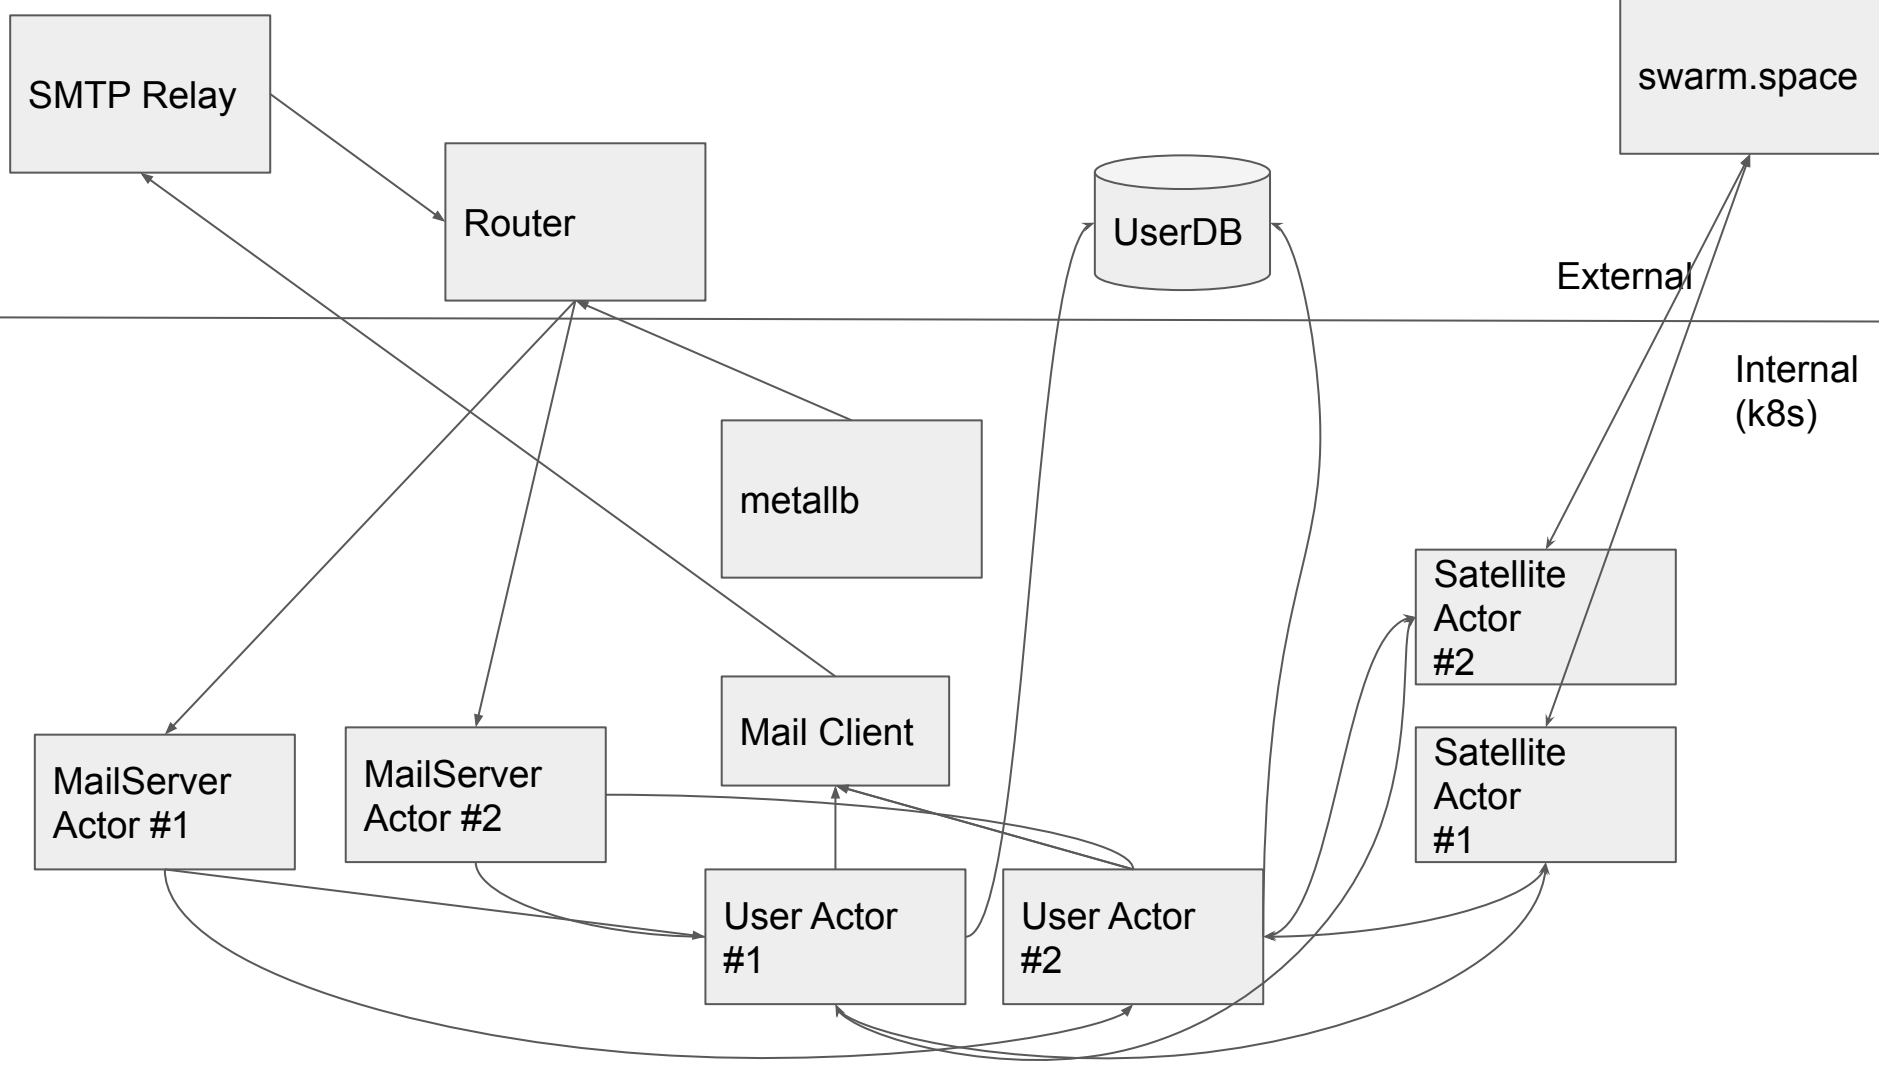 SMTP Relay
swarm.space
Router
UserDB
External
Internal
(k8s)
metallb
Satellite
Actor
#2
Mail Client
MailServer
Actor #1
MailServer
Actor #2
Satellite
Actor
#1
User Actor
#1
User Actor
#2